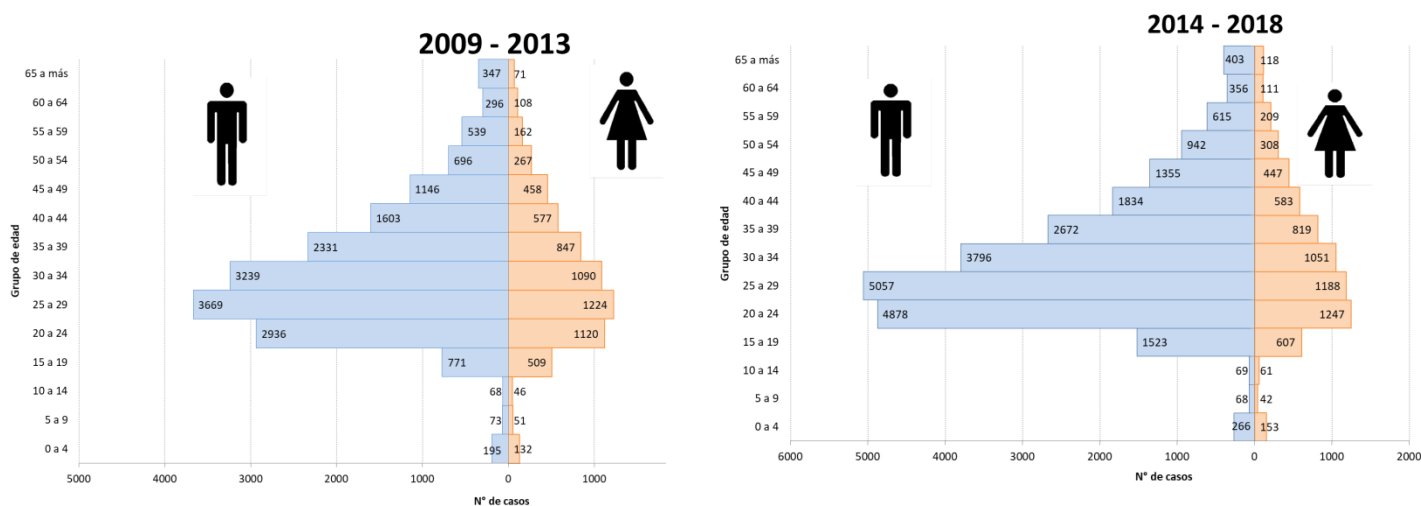 2009 - 2013
Grupo de edad
65 a más 347 71
60 a 64 296 108
55 a 59 539 162
50 a 54 696 267
45 a 49 1146 458
40 a 44 1603 577
35 a 39 2331 847
30 a 34 3239 1090
25 a 29 3669 1224
20 a 24 2936 1120
15 a 19 771 509
10 a 14 68 46
5 a 9 73 51
0 a 4 195 132
5000 4000 3000 2000 1000 0 1000
N° de casos
2014 - 2018
Grupo de edad
65 a más 403 118
60 a 64 356 111
55 a 59 615 209
50 a 54 942 308
45 a 49 1355 447
40 a 44 1834 583
35 a 39 2672 819
30 a 34 3796 1051
25 a 29 5057 1188
20 a 24 4878 1247
15 a 19 1523 607
10 a 14 69 61
5 a 9 68 42
0 a 4 266 153
6000 5000 4000 3000 2000 1000 0 1000 2000
N° de casos